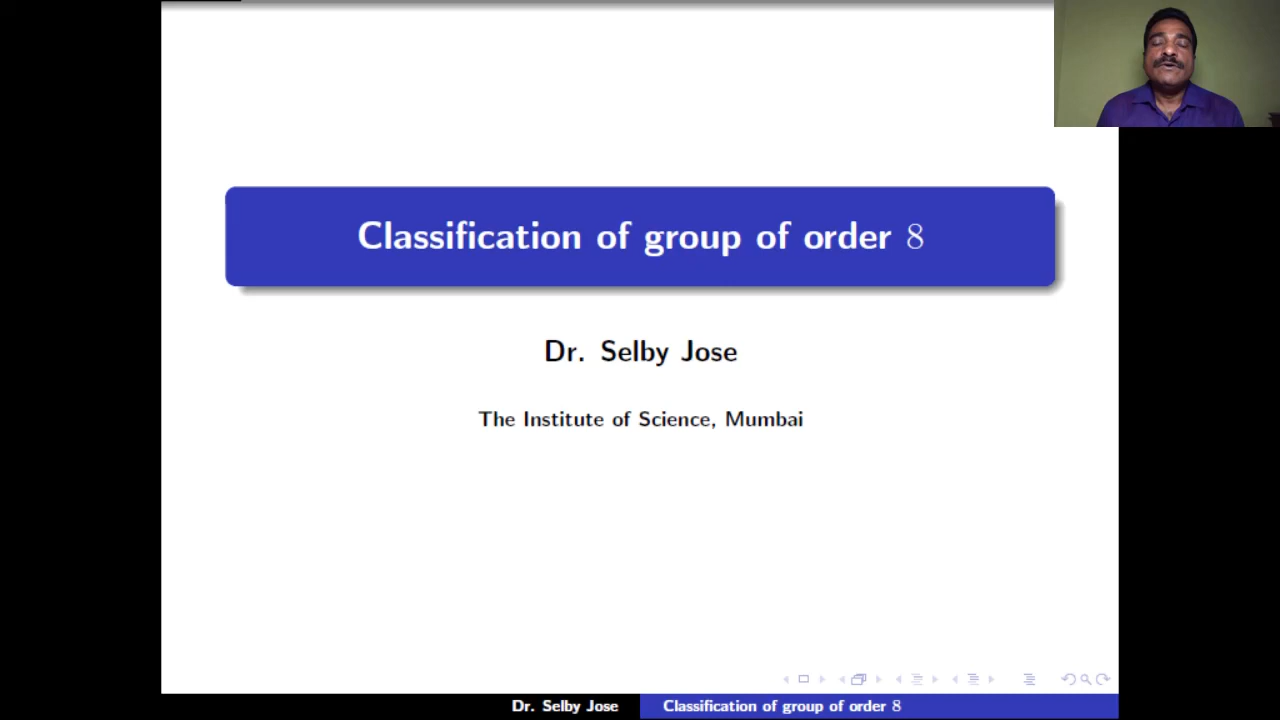 Classification of group of order 8
Dr. Selby Jose
The Institute of Science, Mumbai
Dr. Selby Jose
Classification of group of order 8